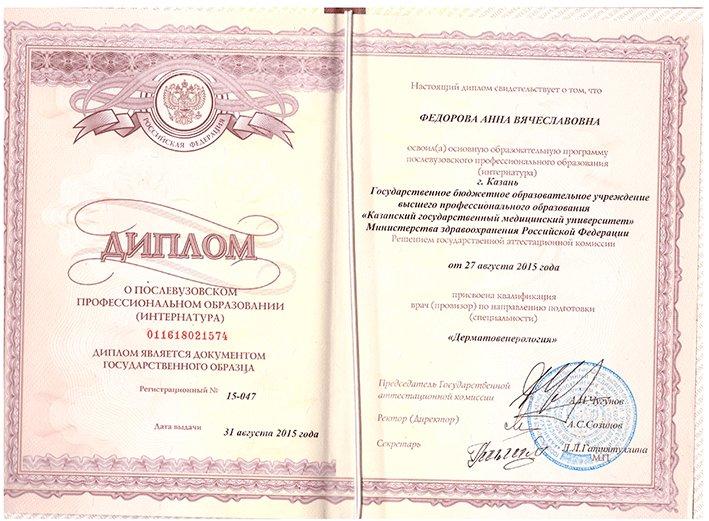 РОССИЙСКАЯ ФЕДЕРАЦИЯ
ДИПЛОМ
О ПОСЛЕВУЗОВСКОМ
ПРОФЕССИОНАЛЬНОМ ОБРАЗОВАНИИ
(ИНТЕРНАТУРА)
011618021574
ДИПЛОМ ЯВЛЯЕТСЯ ДОКУМЕНТОМ
ГОСУДАРСТВЕННОГО ОБРАЗЦА
Регистрационный № 15-047
Дата выдачи 31 августа 2015 года
Настоящий диплом свидетельствует о том, что
ФЕДОРОВА АННА ВЯЧЕСЛАВОВНА
освоил(а) основную образовательную программу
послевузовского профессионального образования
(интернатура)
г. Казань
Государственное бюджетное образовательное учреждение
высшего профессионального образования
«Казанский государственный медицинский университет»
Министерства здравоохранения Российской Федерации
Решением государственной аттестационной комиссии
от 27 августа 2015 года
присвоена квалификация
врач (провизор) по направлению подготовки
(специальности)
«Дерматовенерология»
Председатель Государственной
аттестационной комиссии А.Н.Чугунов
Ректор (Директор) А.С.Созинов
Секретарь Л.Л.Гатиятуллина
М.П.